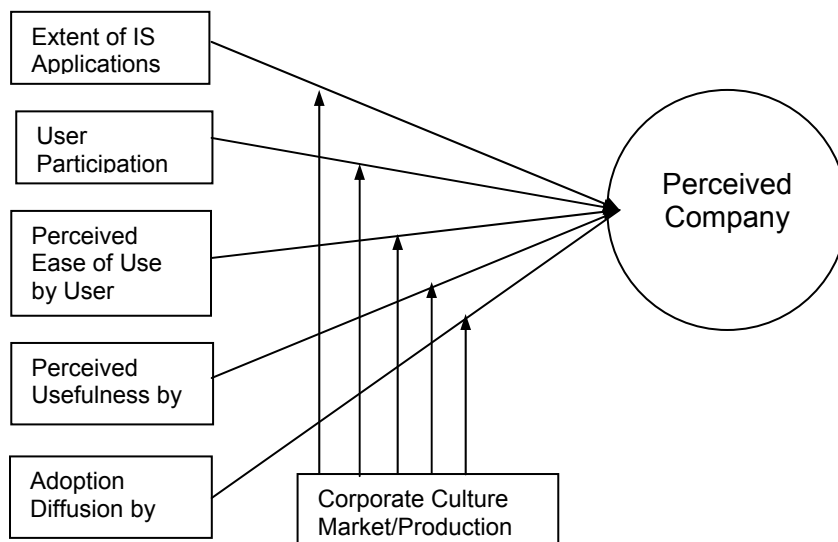 Extent of IS
Applications
User
Participation
Perceived
Ease of Use
by User
Perceived
Usefulness by
Adoption
Diffusion by
Corporate Culture
Market/Production
Perceived
Company